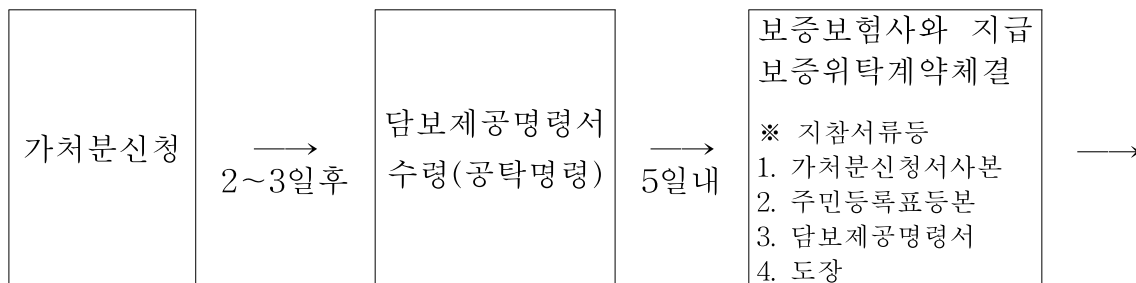 가처분신청
→
2~3일후
담보제공명령서
수령(공탁명령)
→
5일내
보증보험사와 지급
보증위탁계약체결
※ 지참서류등
1. 가처분신청서사본
2. 주민등록표등본
3. 담보제공명령서
4. 도장
→